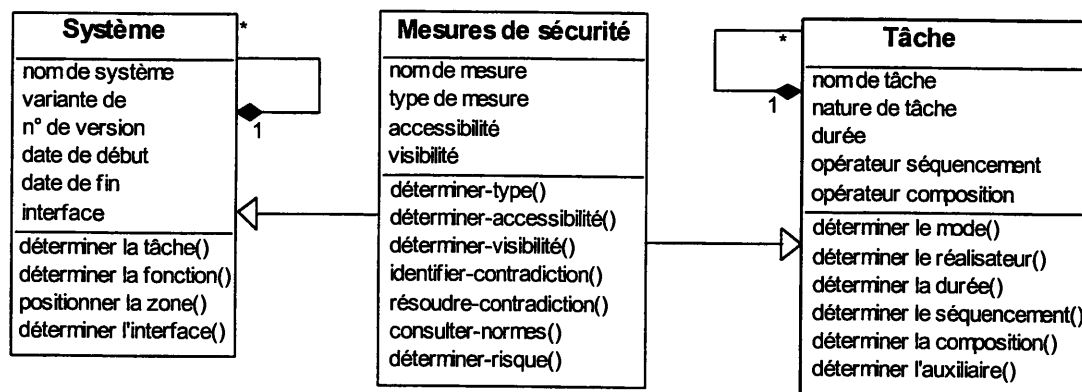 Système
*
nom de système
variante de
n° de version
1
date de début
date de fin
interface
déterminer la tâche()
déterminer la fonction()
positionner la zone()
déterminer l'interface()
Mesures de sécurité
nom de mesure
type de mesure
accessibilité
visibilité
déterminer-type()
déterminer-accessibilité()
déterminer-visibilité()
identifier-contradiction()
résoudre-contradiction()
consulter-normes()
déterminer-risque()
*
Tâche
1
nom de tâche
nature de tâche
durée
opérateur séquencement
opérateur composition
déterminer le mode()
déterminer le réalisateur()
déterminer la durée()
déterminer le séquencement()
déterminer la composition()
déterminer l'auxiliaire()